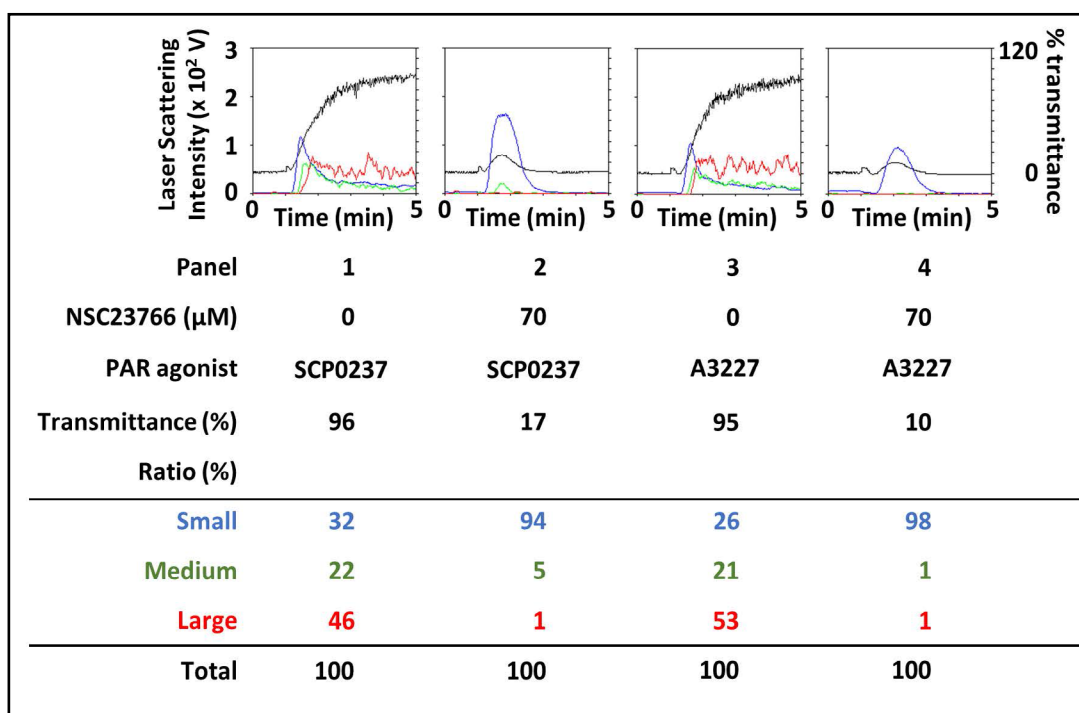 Laser Scattering
Intensity (x 10² V)
3
2
1
0
120
0
% transmittance
0 Time (min) 5
0 Time (min) 5
0 Time (min) 5
0 Time (min) 5
Panel 1 2 3 4
NSC23766 (µM) 0 70 0 70
PAR agonist SCP0237 SCP0237 A3227 A3227
Transmittance (%) 96 17 95 10
Ratio (%)
Small 32 94 26 98
Medium 22 5 21 1
Large 46 1 53 1
Total 100 100 100 100